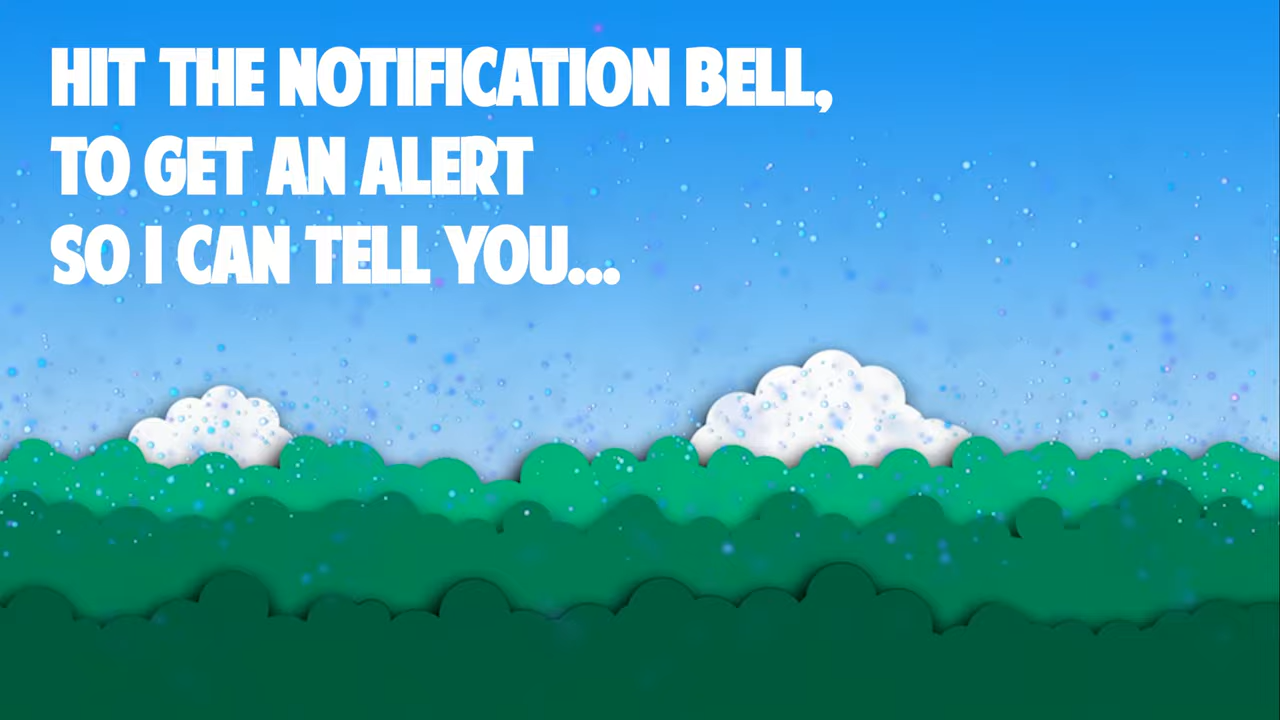 HIT THE NOTIFICATION BELL,
TO GET AN ALERT
SO I CAN TELL YOU...